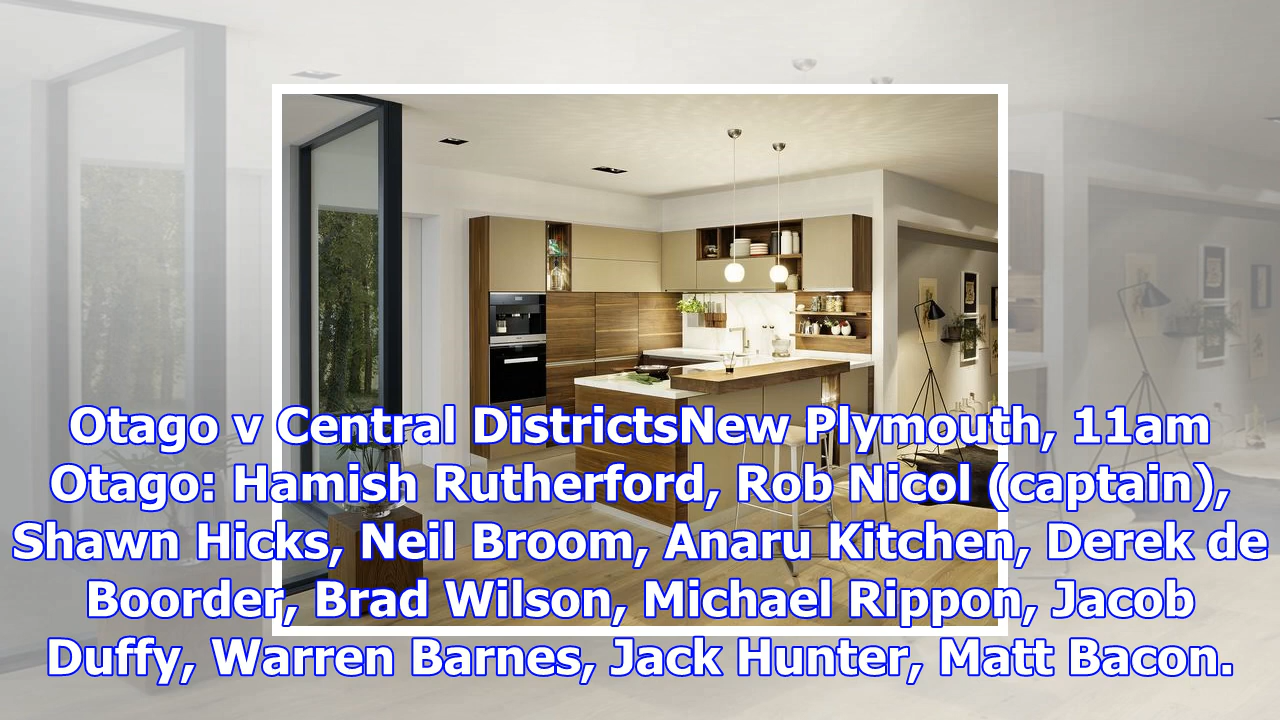 Otago v Central DistrictsNew Plymouth, 11am
Otago: Hamish Rutherford, Rob Nicol (captain),
Shawn Hicks, Neil Broom, Anaru Kitchen, Derek de
Boorder, Brad Wilson, Michael Rippon, Jacob
Duffy, Warren Barnes, Jack Hunter, Matt Bacon.